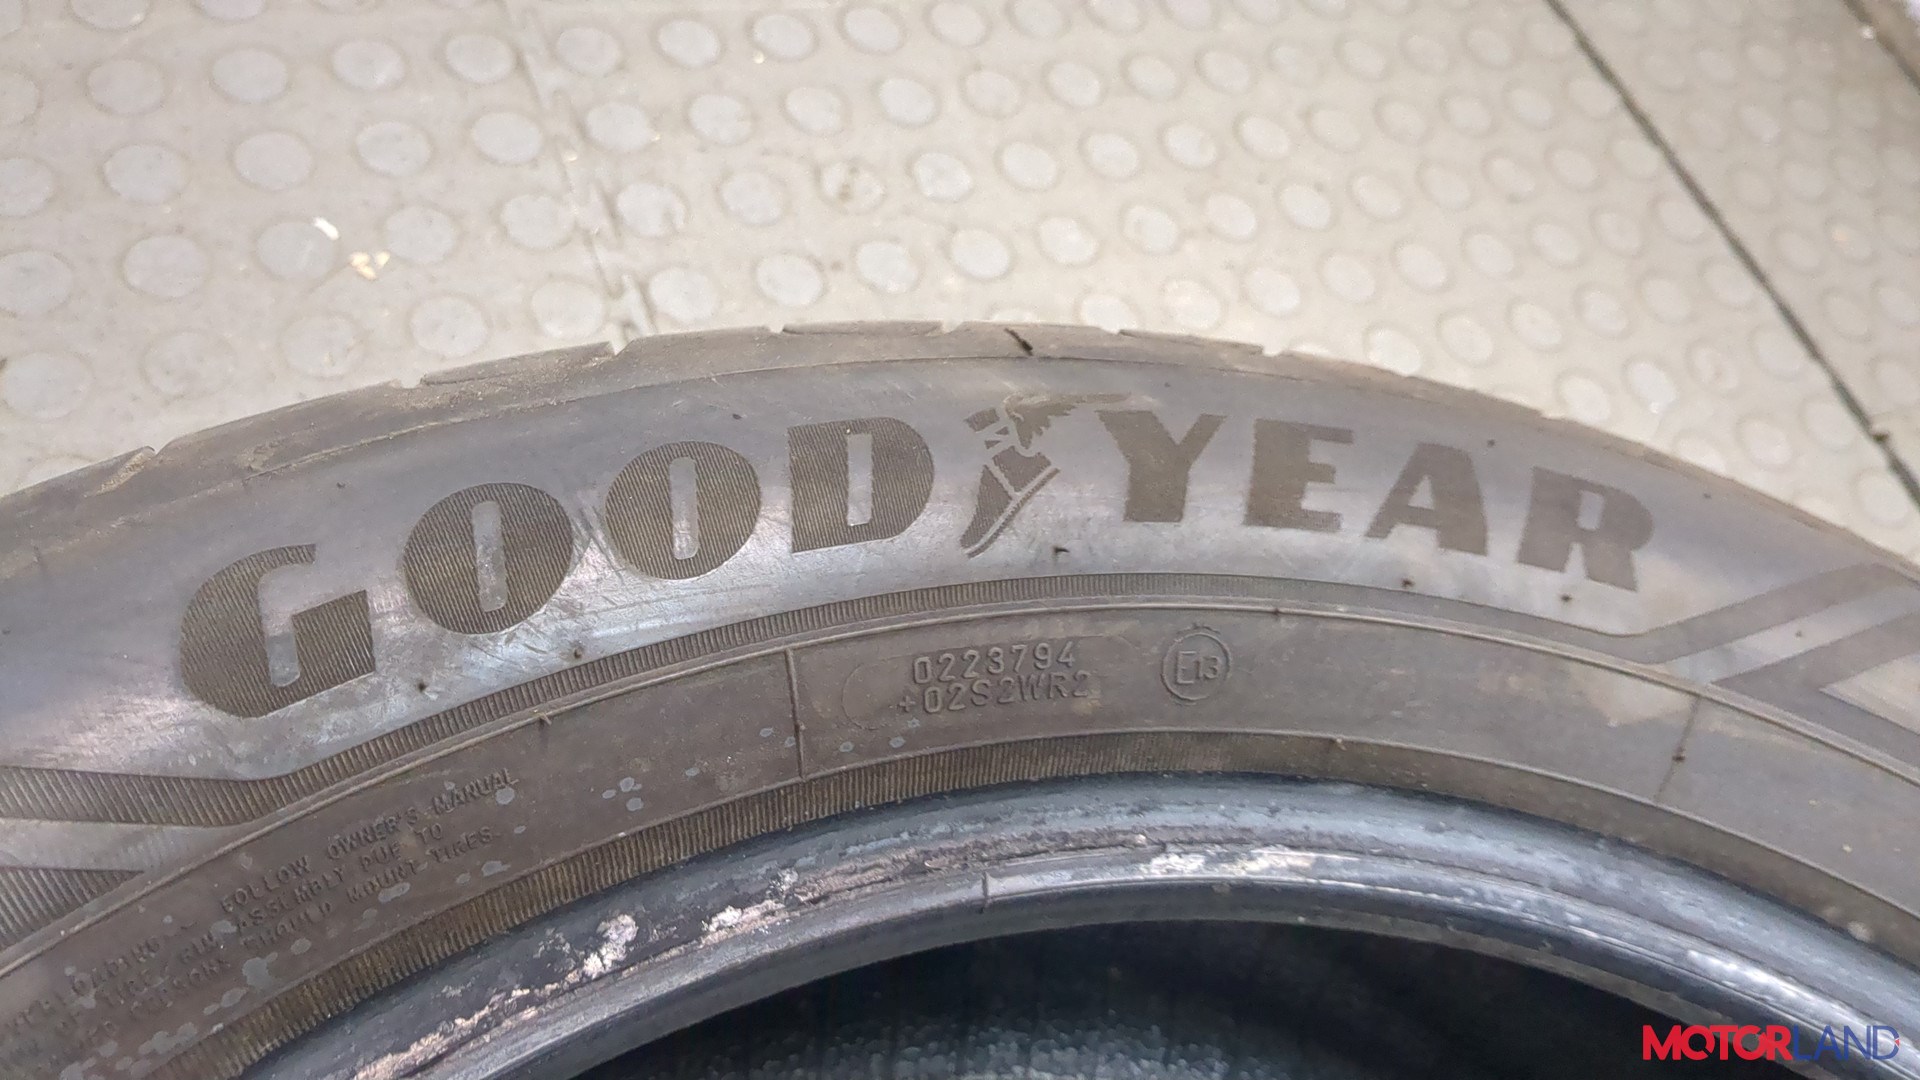 GOODYEAR
0223794
+02S2WR2
E13
FOLLOW OWNER'S MANUAL
ASSEMBLY DUE TO
SHOULD MOUNT TIRES.
MOTORLAND